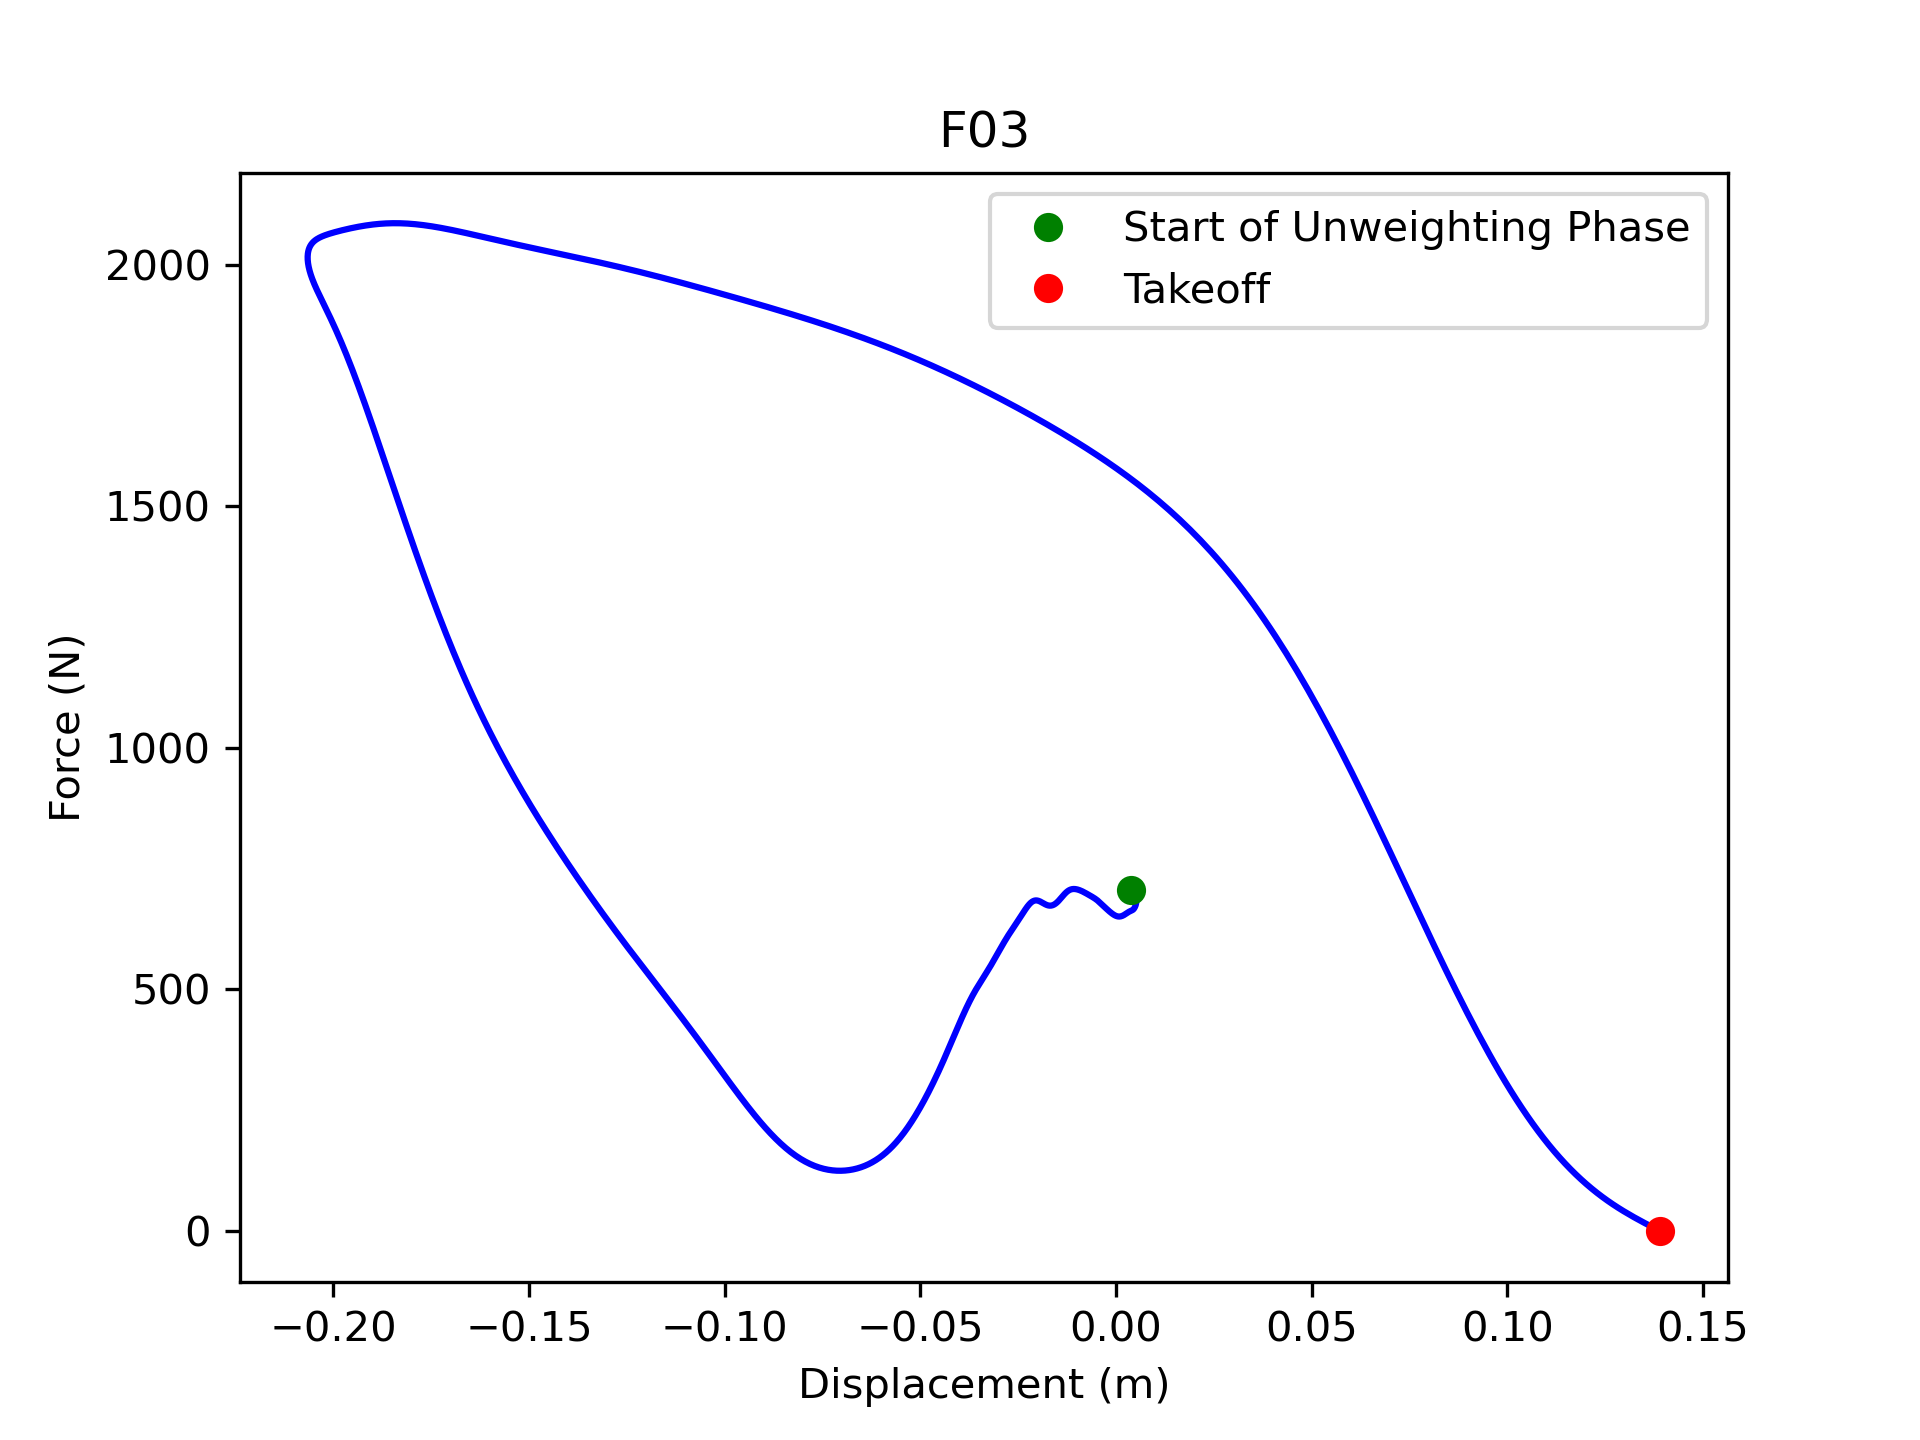 F03
Start of Unweighting Phase
Takeoff
2000
1500
1000
500
0
Force (N)
−0.20 −0.15 −0.10 −0.05 0.00 0.05 0.10 0.15
Displacement (m)